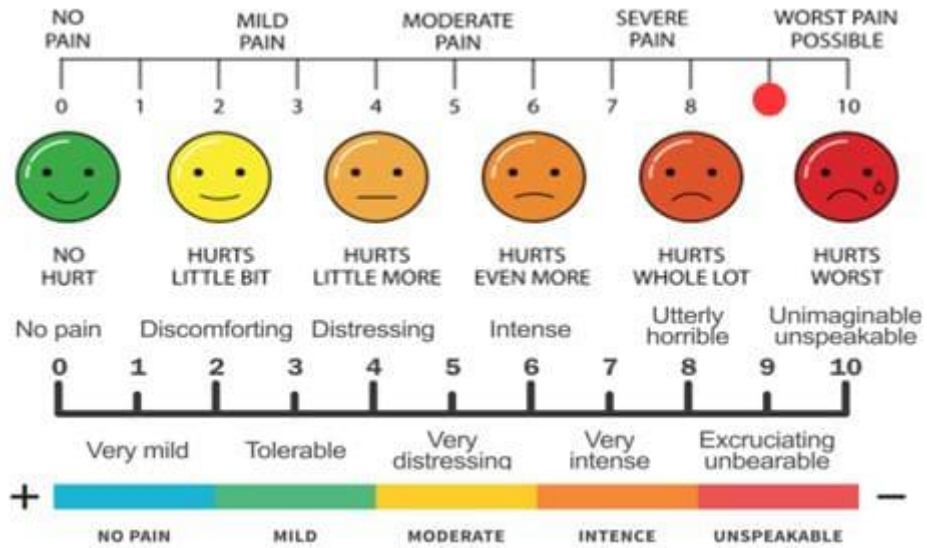 NO PAIN
MILD PAIN
MODERATE PAIN
SEVERE PAIN
WORST PAIN POSSIBLE
0 1 2 3 4 5 6 7 8 10
NO HURT
HURTS LITTLE BIT
HURTS LITTLE MORE
HURTS EVEN MORE
HURTS WHOLE LOT
HURTS WORST
No pain
Discomforting
Distressing
Intense
Utterly horrible
Unimaginable unspeakable
0 1 2 3 4 5 6 7 8 9 10
Very mild
Tolerable
Very distressing
Very intense
Excruciating unbearable
+ −
NO PAIN
MILD
MODERATE
INTENCE
UNSPEAKABLE